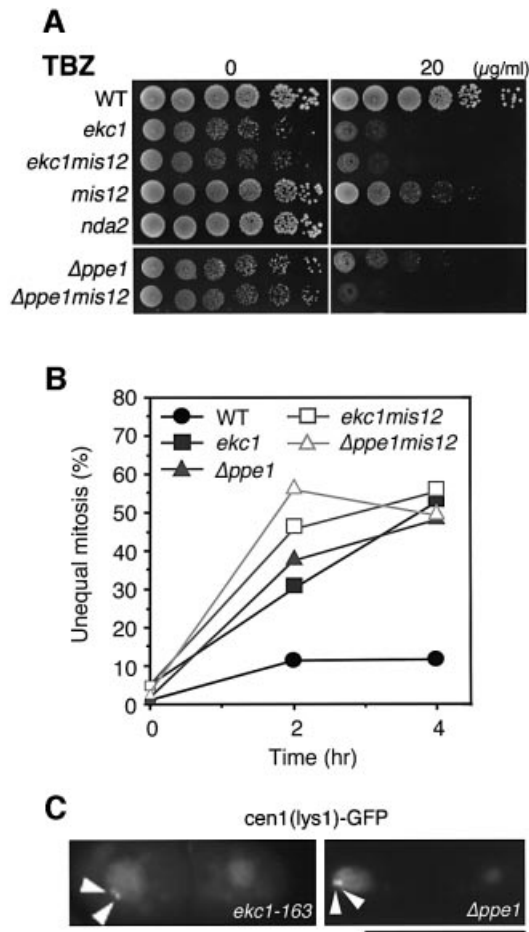 A
TBZ 0 20 (µg/ml)
WT
ekc1
ekc1mis12
mis12
nda2
Δppe1
Δppe1mis12
B
80
70
60
50
40
30
20
10
0
Unequal mitosis (%)
WT ekc1mis12
ekc1 Δppe1mis12
Δppe1
0 2 4
Time (hr)
C
cen1(lys1)-GFP
ekc1-163 Δppe1